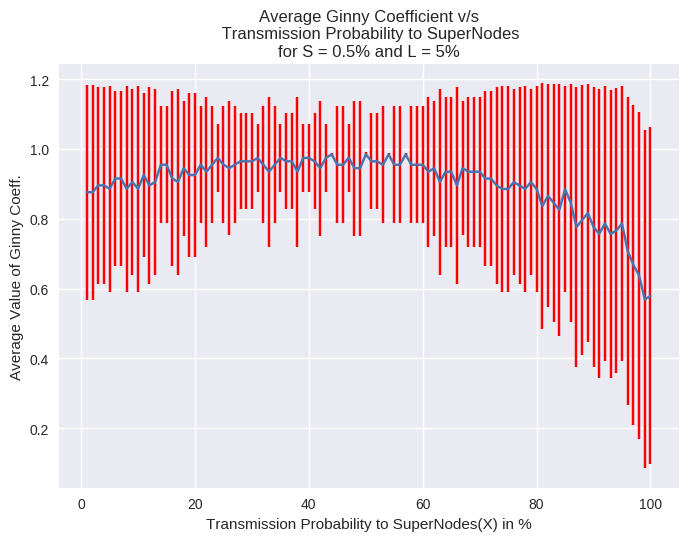 Average Ginny Coefficient v/s
Transmission Probability to SuperNodes
for S = 0.5% and L = 5%
1.2
1.0
0.8
0.6
0.4
0.2
Average Value of Ginny Coeff.
0 20 40 60 80 100
Transmission Probability to SuperNodes(X) in %